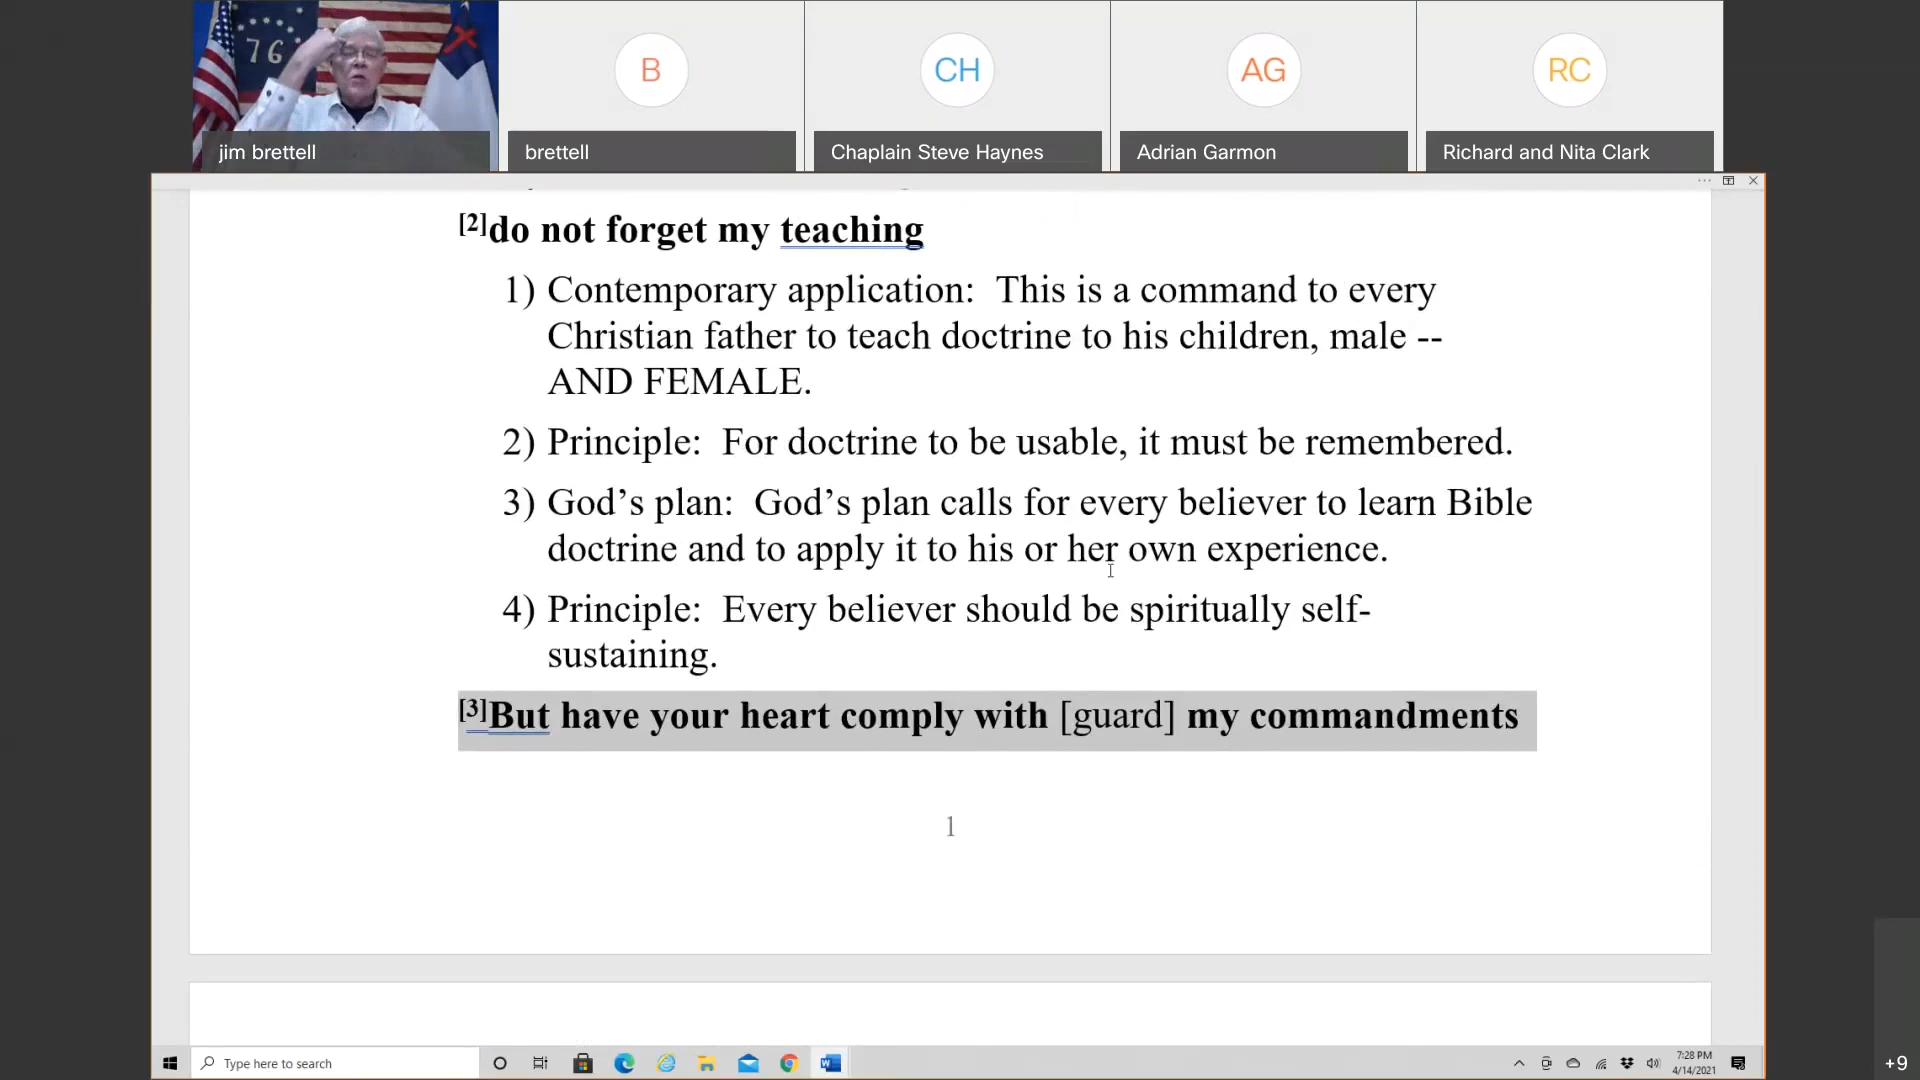 76
B
CH
AG
RC
jim brettell
brettell
Chaplain Steve Haynes
Adrian Garmon
Richard and Nita Clark
[2]do not forget my teaching
1) Contemporary application: This is a command to every
Christian father to teach doctrine to his children, male --
AND FEMALE.
2) Principle: For doctrine to be usable, it must be remembered.
3) God’s plan: God’s plan calls for every believer to learn Bible
doctrine and to apply it to his or her own experience.
4) Principle: Every believer should be spiritually self-
sustaining.
[3]But have your heart comply with [guard] my commandments
1
Type here to search
7:28 PM
4/14/2021
+9